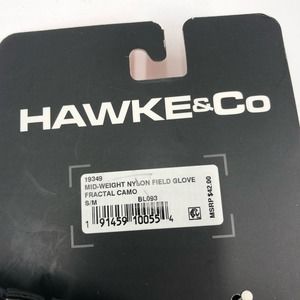 HAWKE&Co
19349
MID-WEIGHT NYLON FIELD GLOVE
FRACTAL CAMO
S/M BL093
1 91459 10055 4
MSRP $42.00